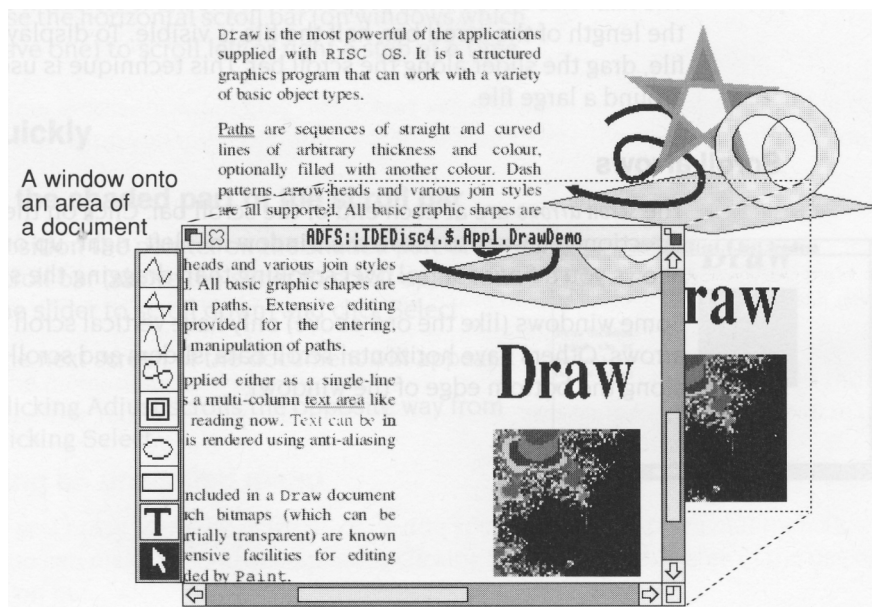 Draw is the most powerful of the applications
supplied with RISC OS. It is a structured
graphics program that can work with a variety
of basic object types.
Paths are sequences of straight and curved
lines of arbitrary thickness and colour,
optionally filled with another colour. Dash
patterns, arrow-heads and various join styles
are all supported. All basic graphic shapes are
A window onto
an area of
a document
ADFS::IDEDisc4.$.App1.DrawDemo
heads and various join styles
d. All basic graphic shapes are
m paths. Extensive editing
provided for the entering,
d manipulation of paths.
pplied either as a single-line
s a multi-column text area like
reading now. Text can be in
is rendered using anti-aliasing
ncluded in a Draw document
ch bitmaps (which can be
rtially transparent) are known
ensive facilities for editing
ded by Paint.
T
Draw
raw